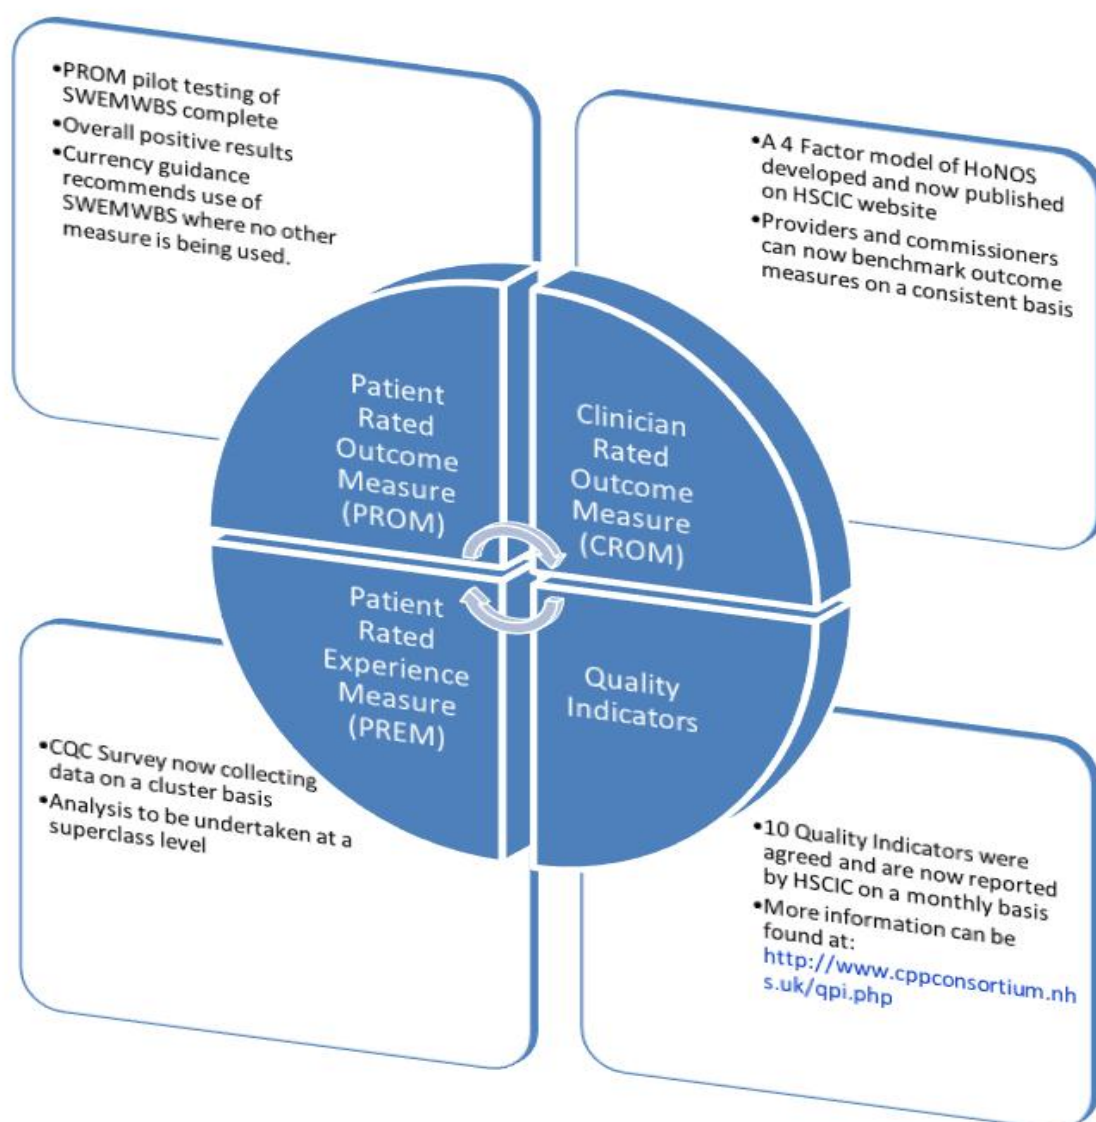 •PROM pilot testing of
SWEMWBS complete
•Overall positive results
•Currency guidance
recommends use of
SWEMWBS where no other
measure is being used.
•A 4 Factor model of HoNOS
developed and now published
on HSCIC website
•Providers and commissioners
can now benchmark outcome
measures on a consistent basis
Patient
Rated
Outcome
Measure
(PROM)
Clinician
Rated
Outcome
Measure
(CROM)
Patient
Rated
Experience
Measure
(PREM)
Quality
Indicators
•CQC Survey now collecting
data on a cluster basis
•Analysis to be undertaken at a
superclass level
•10 Quality Indicators were
agreed and are now reported
by HSCIC on a monthly basis
•More information can be
found at:
http://www.cppconsortium.nh
s.uk/qpi.php